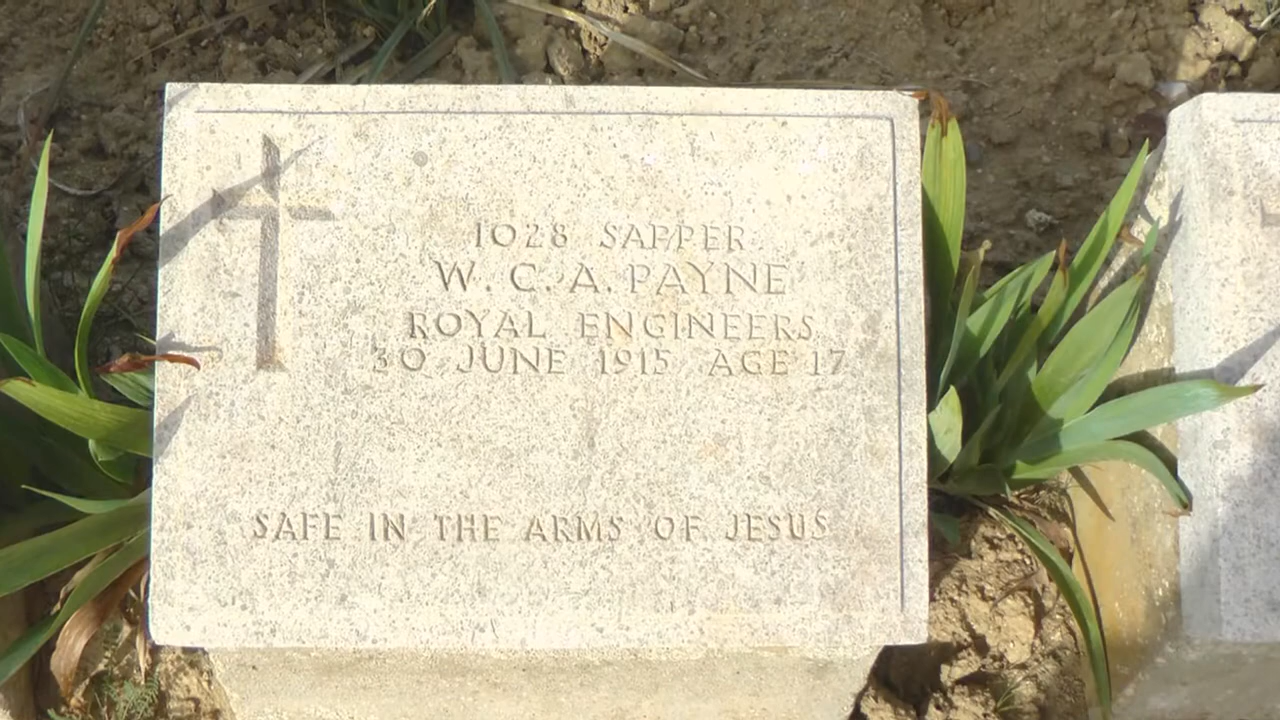 1028 SAPPER
W. C. A. PAYNE
ROYAL ENGINEERS
30 JUNE 1915 AGE 17
SAFE IN THE ARMS OF JESUS